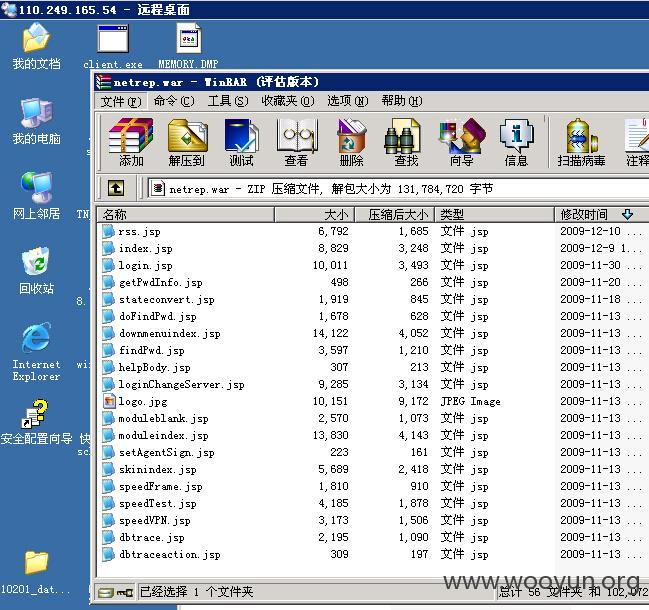 110.249.165.54 - 远程桌面
我的文档
client.exe
MEMORY.DMP
netrep.war - WinRAR (评估版本)
文件(F) 命令(C) 工具(S) 收藏夹(O) 选项(N) 帮助(H)
我的电脑
添加 解压到 测试 查看 删除 查找 向导 信息 扫描病毒 注释
netrep.war - ZIP 压缩文件, 解包大小为 131,784,720 字节
网上邻居
TN
名称 大小 压缩后大小 类型 修改时间
rss.jsp 6,792 1,685 文件 jsp 2009-12-10 ...
index.jsp 8,829 3,248 文件 jsp 2009-12-9 1...
login.jsp 10,011 3,493 文件 jsp 2009-11-30 ...
getPwdInfo.jsp 498 266 文件 jsp 2009-11-20 ...
stateconvert.jsp 1,919 845 文件 jsp 2009-11-18 ...
doFindPwd.jsp 1,678 628 文件 jsp 2009-11-13 ...
downmenuindex.jsp 14,122 4,052 文件 jsp 2009-11-13 ...
findPwd.jsp 3,597 1,210 文件 jsp 2009-11-13 ...
helpBody.jsp 307 213 文件 jsp 2009-11-13 ...
loginChangeServer.jsp 9,285 3,134 文件 jsp 2009-11-13 ...
logo.jpg 10,151 9,172 JPEG Image 2009-11-13 ...
moduleblank.jsp 2,570 1,073 文件 jsp 2009-11-13 ...
moduleindex.jsp 13,830 4,143 文件 jsp 2009-11-13 ...
setAgentSign.jsp 223 161 文件 jsp 2009-11-13 ...
skinindex.jsp 5,689 2,418 文件 jsp 2009-11-13 ...
speedFrame.jsp 1,810 910 文件 jsp 2009-11-13 ...
speedTest.jsp 4,185 1,878 文件 jsp 2009-11-13 ...
speedVPN.jsp 3,173 1,506 文件 jsp 2009-11-13 ...
dbtrace.jsp 2,195 1,090 文件 jsp 2009-11-13 ...
dbtraceaction.jsp 309 197 文件 jsp 2009-11-13 ...
回收站
8.
Internet Explorer
wi
安全配置向导
快
sc
10201_dat...
已经选择 1 个文件夹
总计 56 文件夹 和
www.wooyun.org